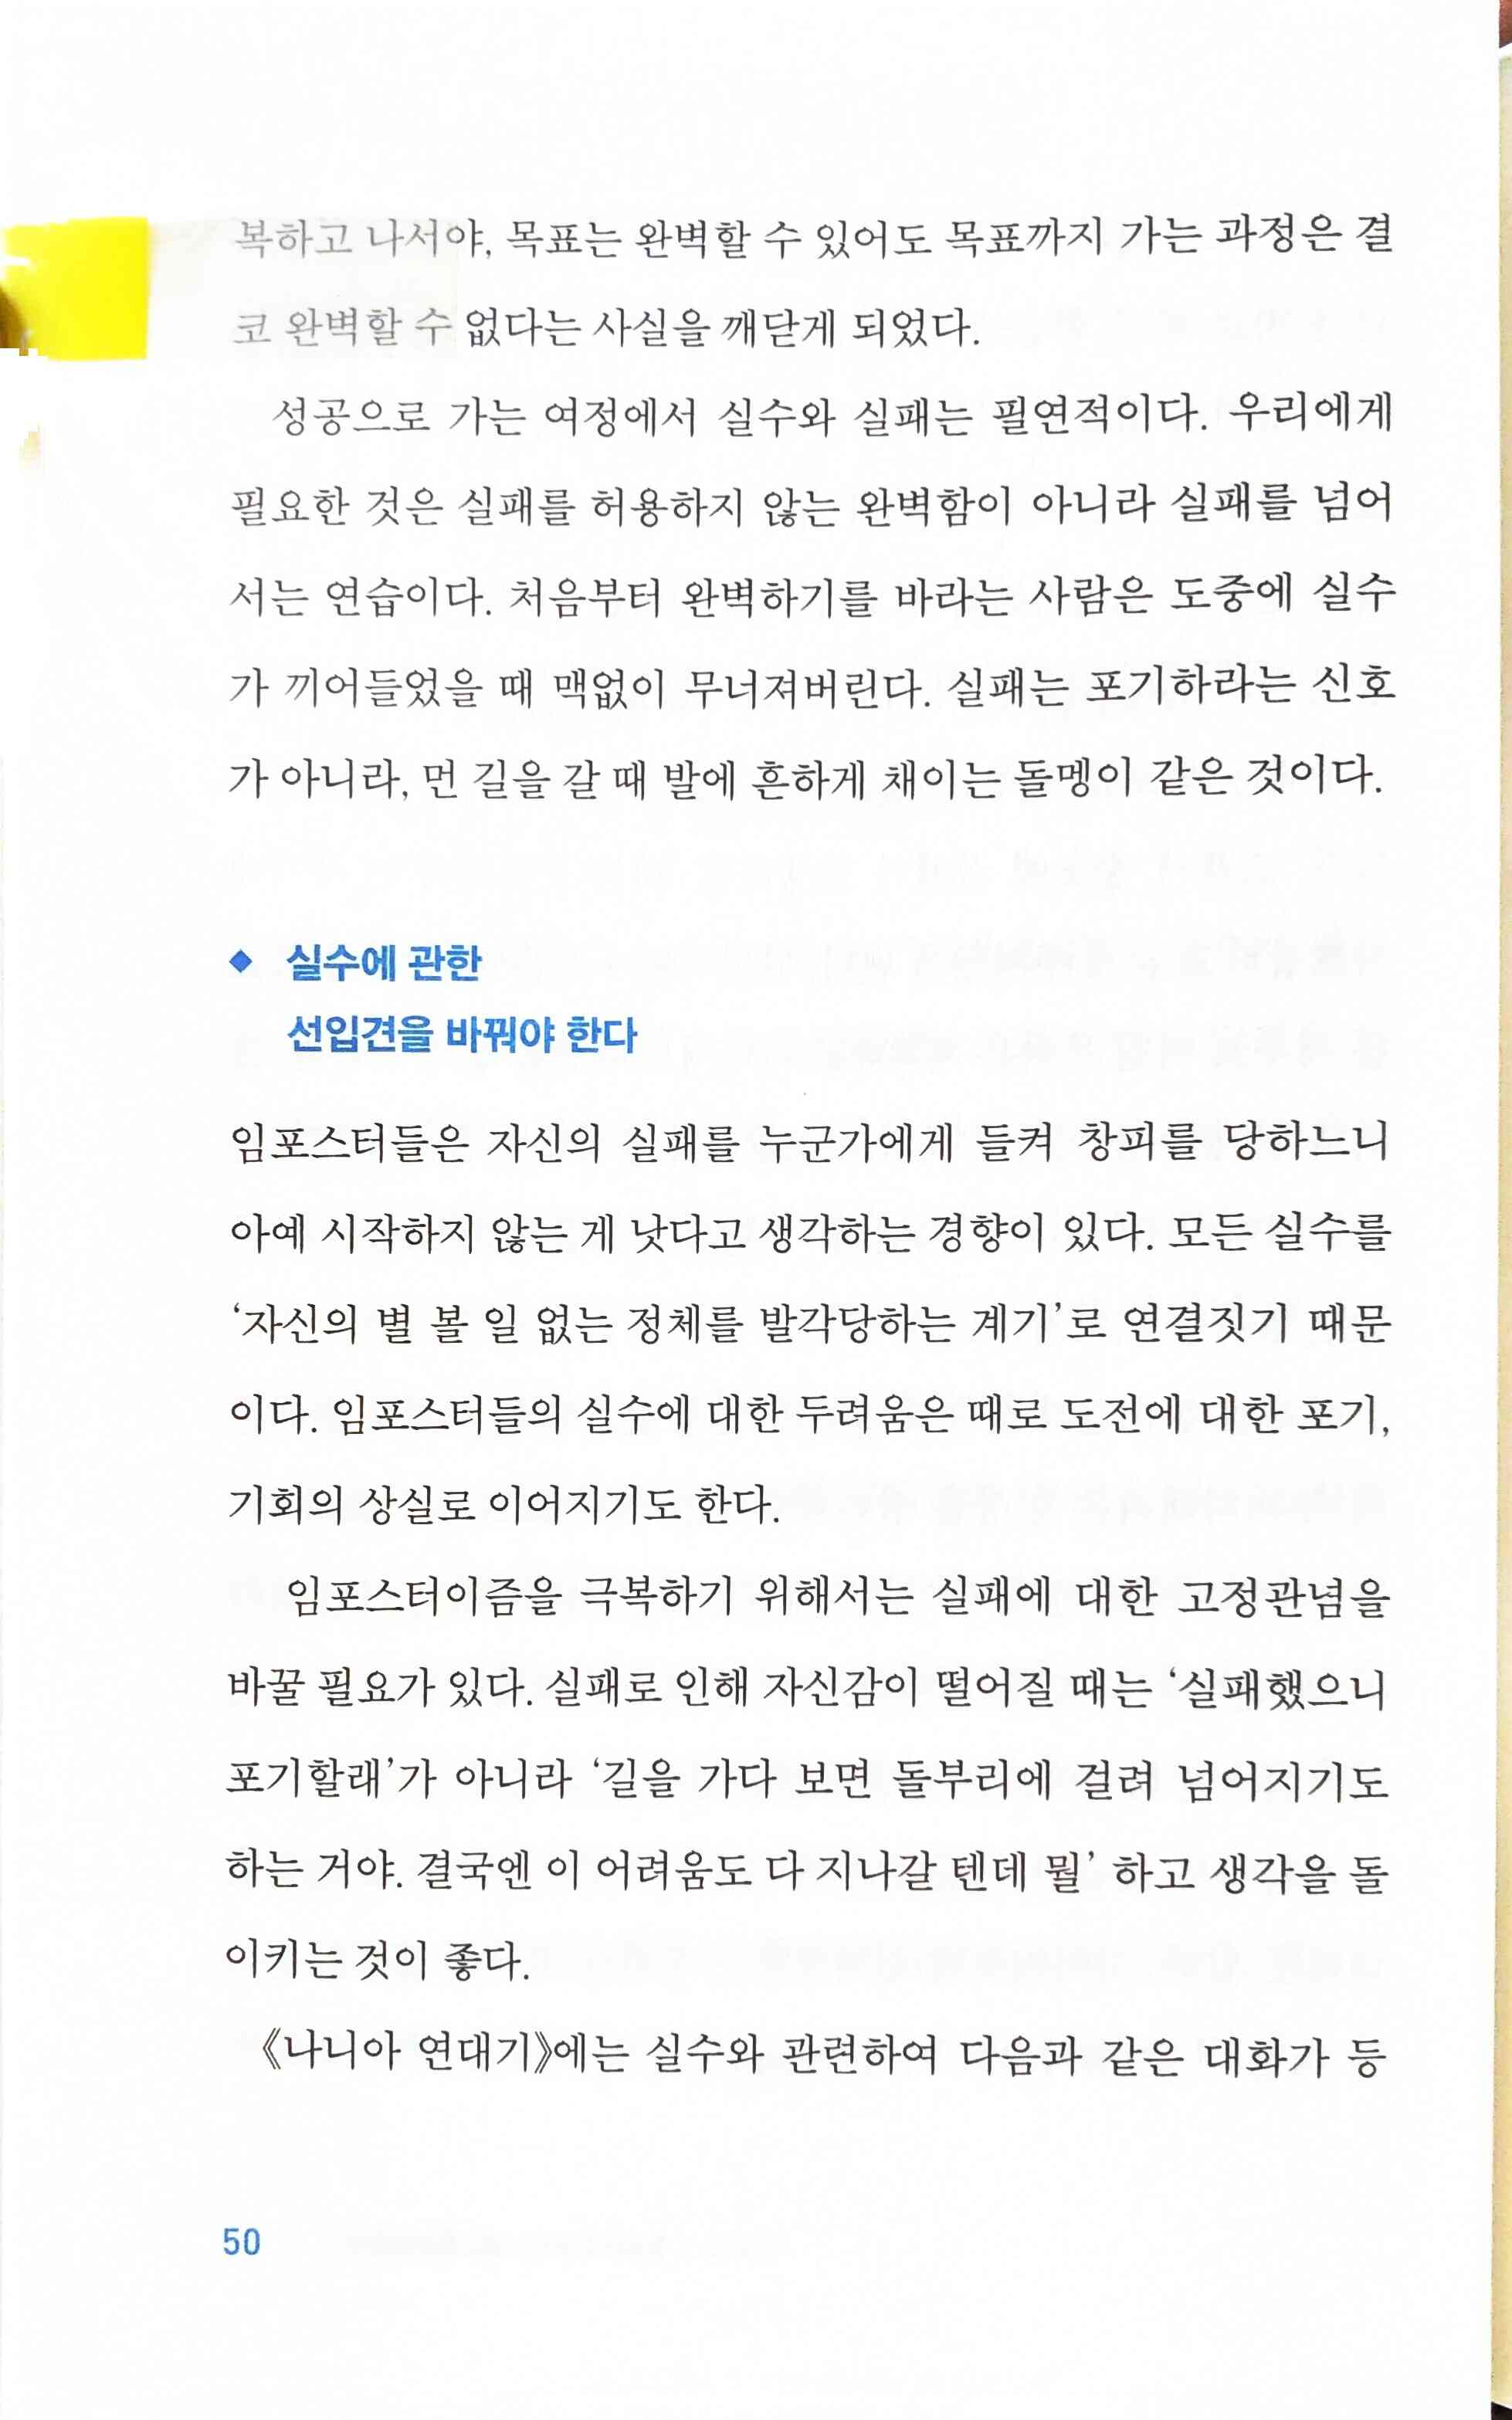 복하고 나서야, 목표는 완벽할 수 있어도 목표까지 가는 과정은 결
코 완벽할 수 없다는 사실을 깨닫게 되었다.
성공으로 가는 여정에서 실수와 실패는 필연적이다. 우리에게
필요한 것은 실패를 허용하지 않는 완벽함이 아니라 실패를 넘어
서는 연습이다. 처음부터 완벽하기를 바라는 사람은 도중에 실수
가 끼어들었을 때 맥없이 무너져버린다. 실패는 포기하라는 신호
가 아니라, 먼 길을 갈 때 발에 흔하게 채이는 돌멩이 같은 것이다.
◆ 실수에 관한
선입견을 바꿔야 한다
임포스터들은 자신의 실패를 누군가에게 들켜 창피를 당하느니
아예 시작하지 않는 게 낫다고 생각하는 경향이 있다. 모든 실수를
‘자신의 별 볼 일 없는 정체를 발각당하는 계기’로 연결짓기 때문
이다. 임포스터들의 실수에 대한 두려움은 때로 도전에 대한 포기,
기회의 상실로 이어지기도 한다.
임포스터이즘을 극복하기 위해서는 실패에 대한 고정관념을
바꿀 필요가 있다. 실패로 인해 자신감이 떨어질 때는 ‘실패했으니
포기할래’가 아니라 ‘길을 가다 보면 돌부리에 걸려 넘어지기도
하는 거야. 결국엔 이 어려움도 다 지나갈 텐데 뭘’ 하고 생각을 돌
이키는 것이 좋다.
《나니아 연대기》에는 실수와 관련하여 다음과 같은 대화가 등
50